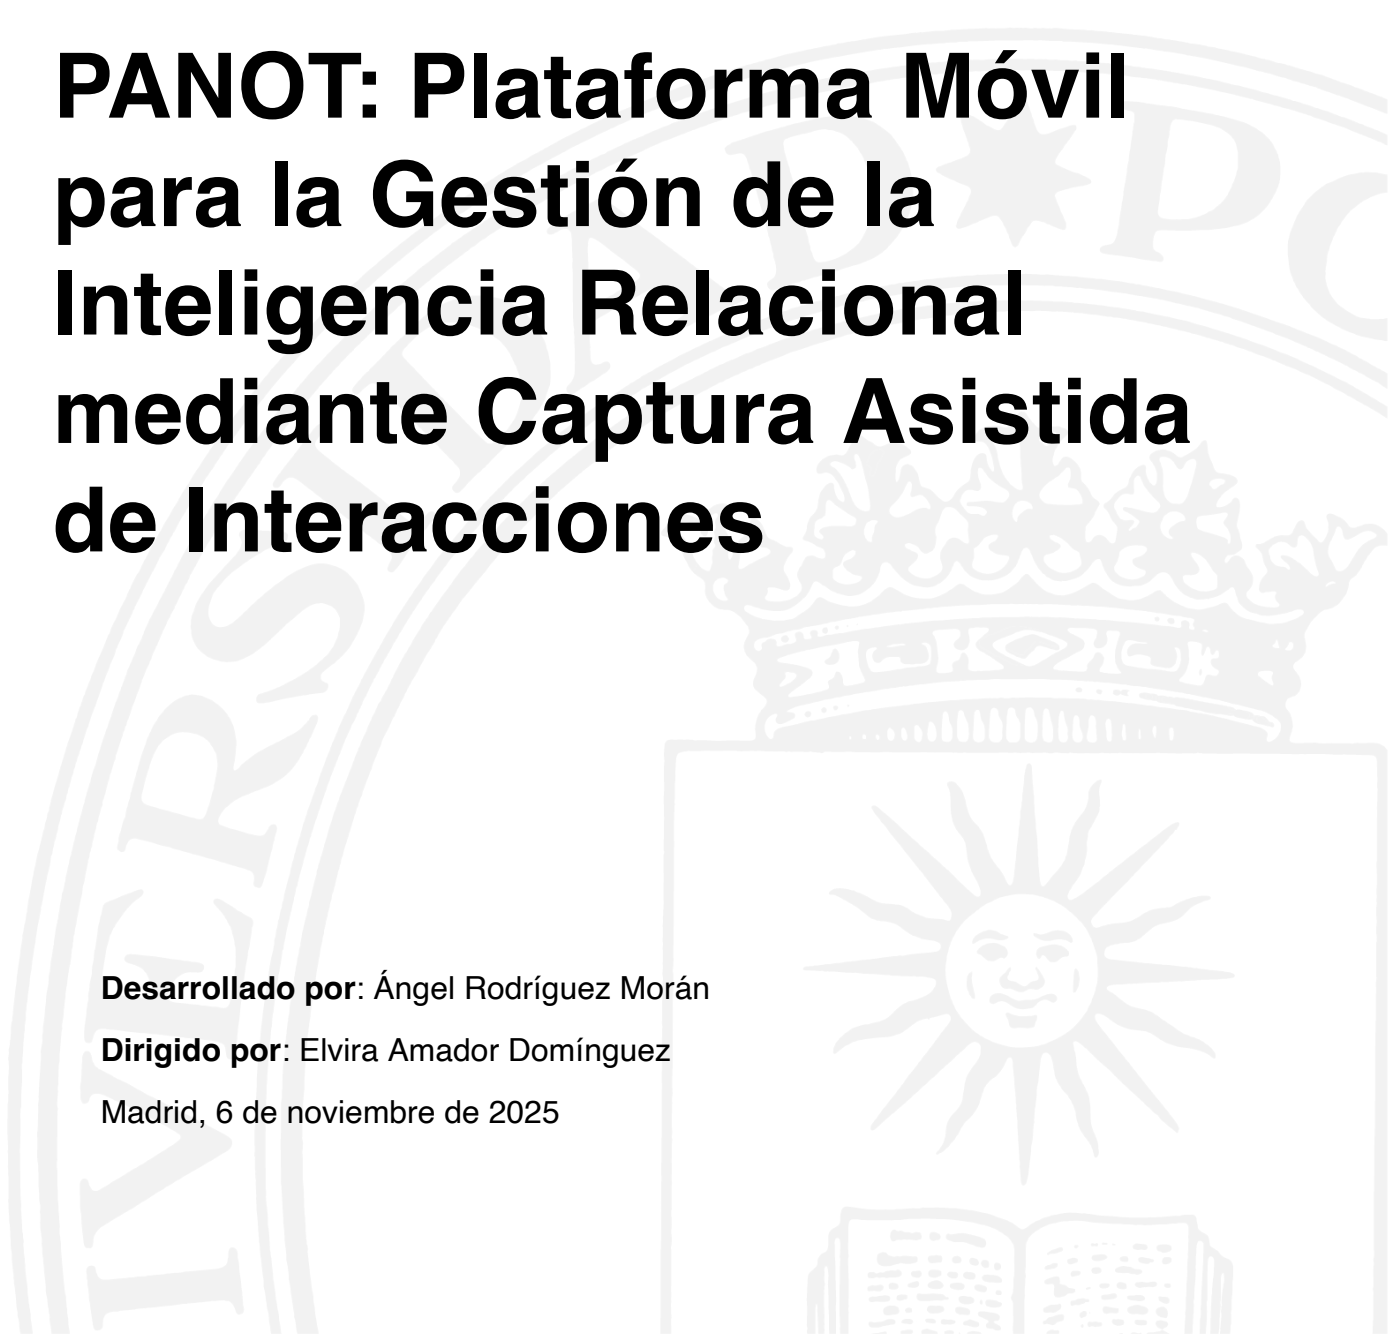 PANOT: Plataforma Móvil
para la Gestión de la
Inteligencia Relacional
mediante Captura Asistida
de Interacciones
Desarrollado por: Ángel Rodríguez Morán
Dirigido por: Elvira Amador Domínguez
Madrid, 6 de noviembre de 2025